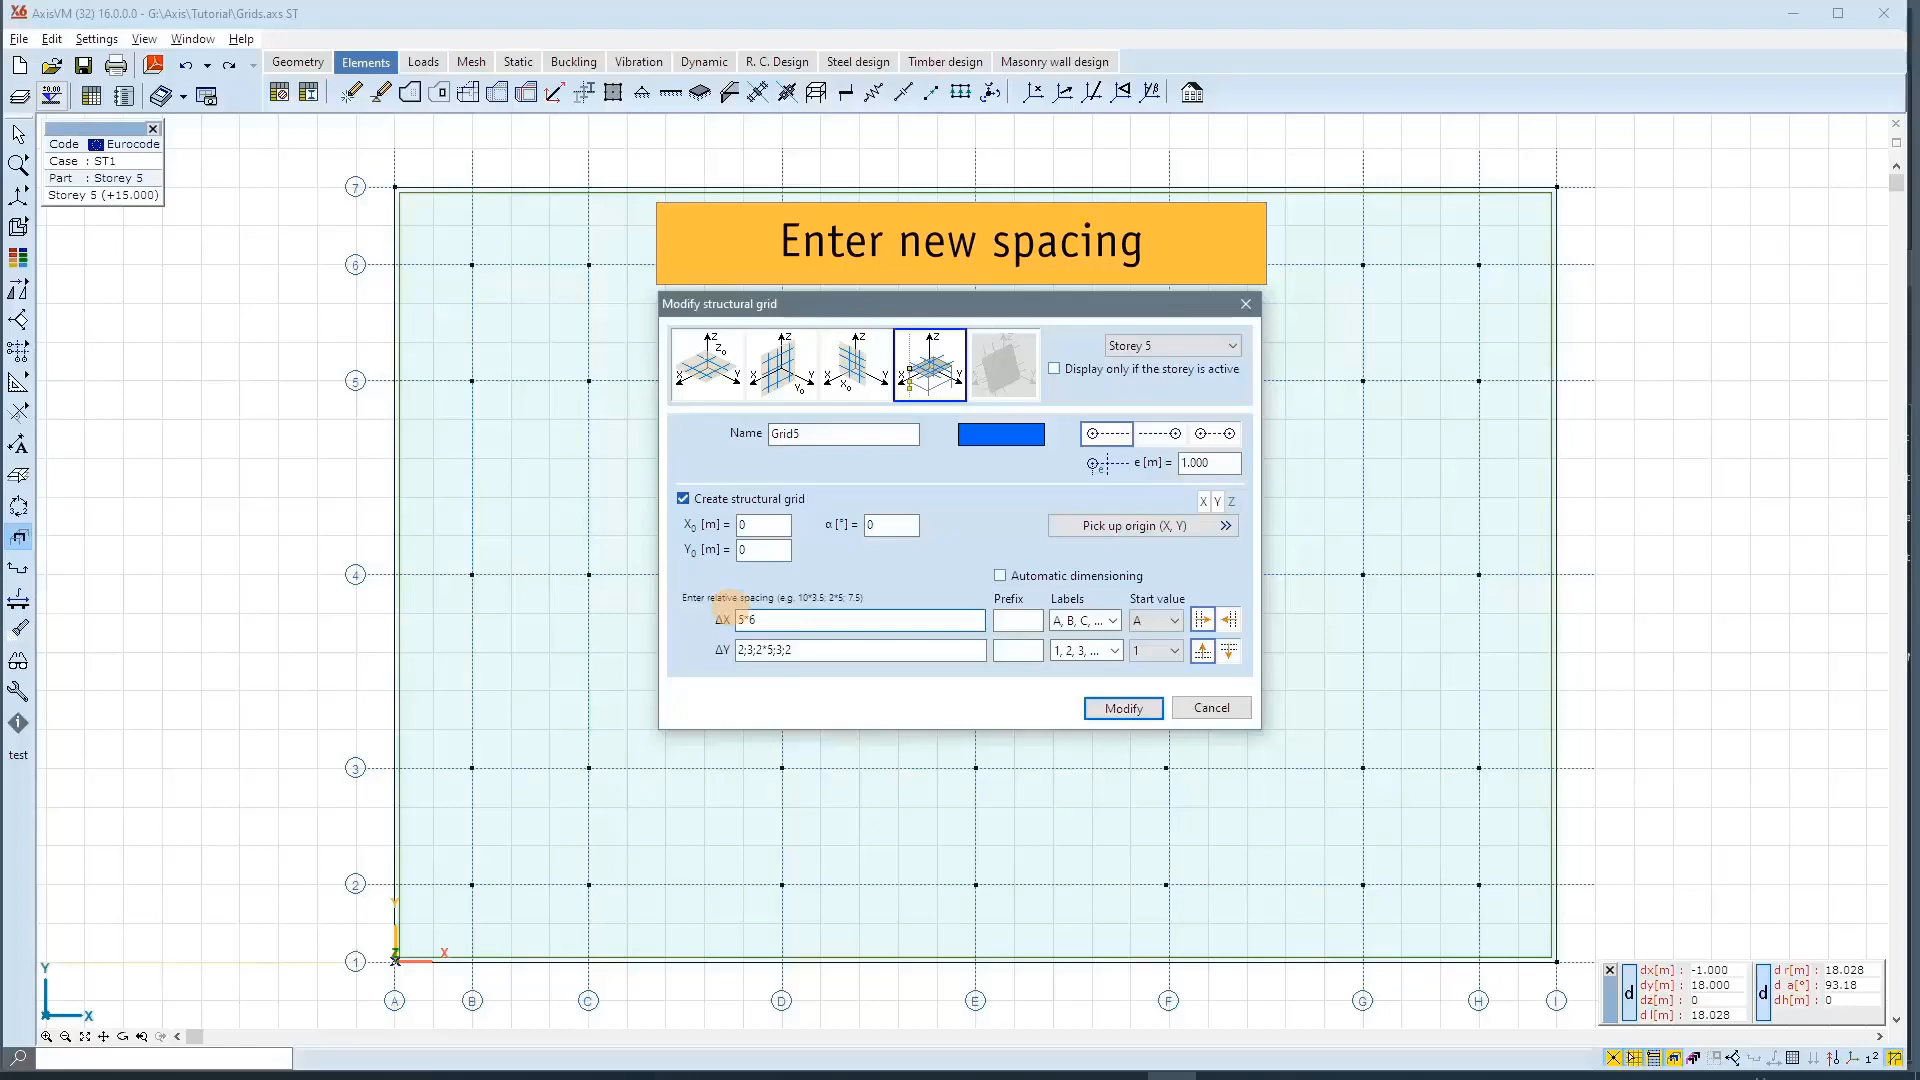 AxisVM (32) 16.0.0.0 - G:\Axis\Tutorial\Grids.axs ST
File Edit Settings View Window Help
Geometry Elements Loads Mesh Static Buckling Vibration Dynamic R. C. Design Steel design Timber design Masonry wall design
Code Eurocode
Case : ST1
Part : Storey 5
Storey 5 (+15.000)
Enter new spacing
Modify structural grid
Storey 5
Display only if the storey is active
Name Grid5
e [m] = 1.000
Create structural grid
X Y Z
X0 [m] = 0
α [°] = 0
Pick up origin (X, Y)
Y0 [m] = 0
Automatic dimensioning
Enter relative spacing (e.g. 10*3.5; 2*5; 7.5)
Prefix Labels Start value
ΔX 5*6
A, B, C, ... A
ΔY 2;3;2*5;3;2
1, 2, 3, ... 1
Modify Cancel
7
6
5
4
3
2
1
A B C D E F G H I
Y
X
Z
Y
X
test
dx[m] : -1.000
dy[m] : 18.000
dz[m] : 0
dl[m] : 18.028
dr[m] : 18.028
d a[°] : 93.18
dh[m] : 0
d
d